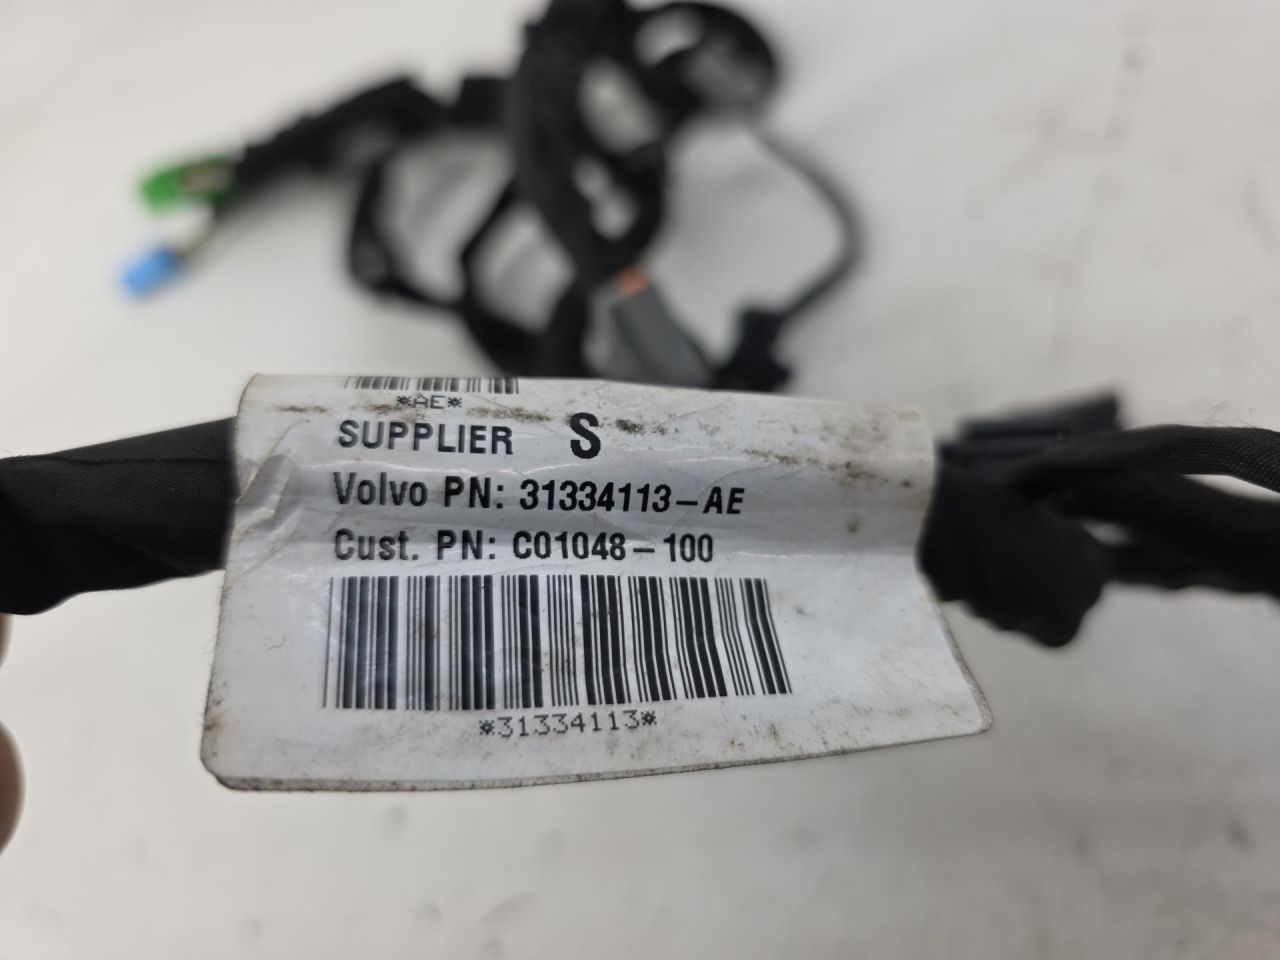 *AE*
SUPPLIER S
Volvo PN: 31334113-AE
Cust. PN: C01048-100
*31334113*